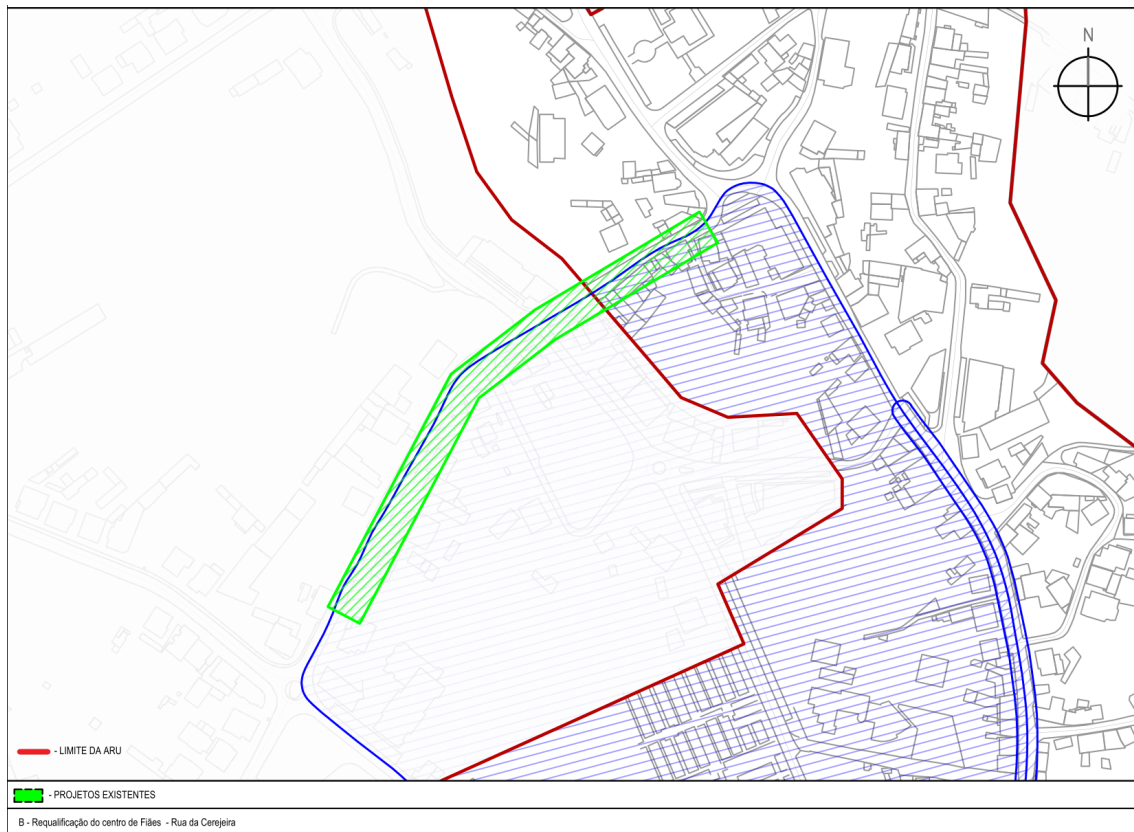 N
- LIMITE DA ARU
- PROJETOS EXISTENTES
B - Requalificação do centro de Fiães - Rua da Cerejeira